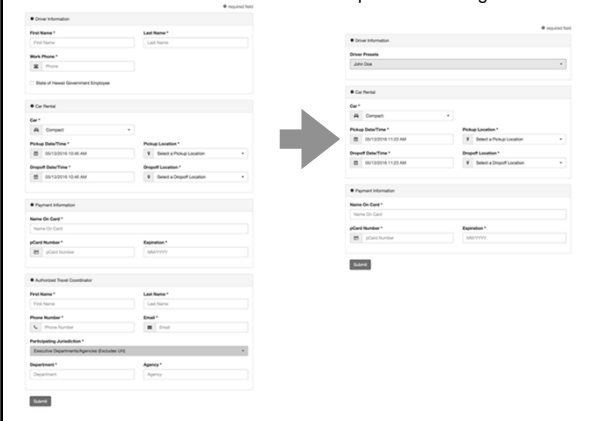 required field
Driver Information
First Name * Last Name *
First Name Last Name
Work Phone *
Phone
State of Hawaii Government Employee
Car Rental
Car *
Compact
Pickup Date/Time * Pickup Location *
05/13/2016 10:46 AM Select a Pickup Location
Dropoff Date/Time * Dropoff Location *
05/13/2016 10:46 AM Select a Dropoff Location
Payment Information
Name On Card *
Name On Card
pCard Number * Expiration *
pCard Number MM/YYYY
Authorized Travel Coordinator
First Name * Last Name *
First Name Last Name
Phone Number * Email *
Phone Number Email
Participating Jurisdiction *
Executive Departments/Agencies (Excludes UH)
Department * Agency *
Department Agency
Submit
required field
Driver Information
Driver Presets
John Doe
Car Rental
Car *
Compact
Pickup Date/Time * Pickup Location *
05/13/2016 11:23 AM Select a Pickup Location
Dropoff Date/Time * Dropoff Location *
05/13/2016 11:23 AM Select a Dropoff Location
Payment Information
Name On Card *
Name On Card
pCard Number * Expiration *
pCard Number MM/YYYY
Submit